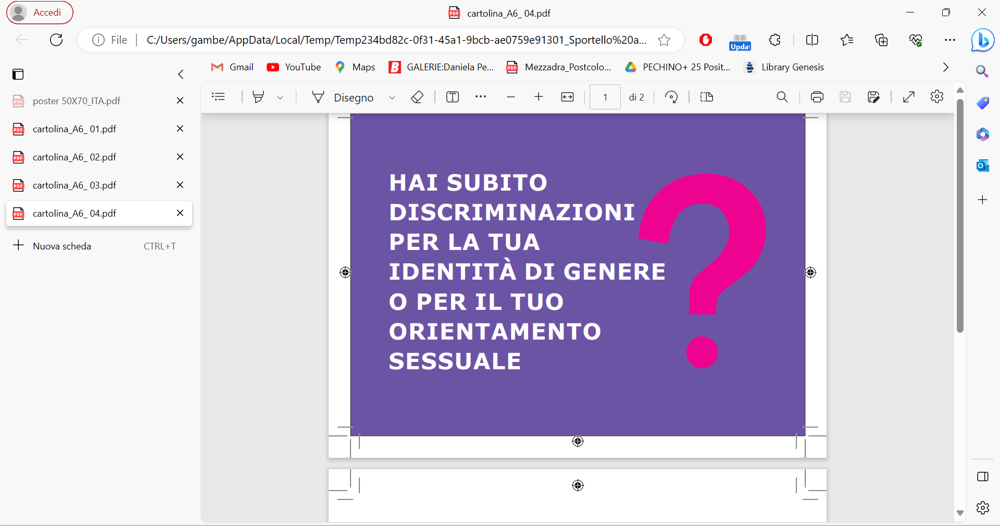 Accedi
cartolina_A6_ 04.pdf
File
C:/Users/gambe/AppData/Local/Temp/Temp234bd82c-0f31-45a1-9bcb-ae0759e91301_Sportello%20a...
Updat
Gmail
YouTube
Maps
GALERIE:Daniela Pe...
Mezzadra_Postcolo...
PECHINO+ 25 Posit...
Library Genesis
poster 50X70_ITA.pdf
cartolina_A6_ 01.pdf
cartolina_A6_ 02.pdf
cartolina_A6_ 03.pdf
cartolina_A6_ 04.pdf
Nuova scheda CTRL+T
Disegno
1 di 2
HAI SUBITO
DISCRIMINAZIONI
PER LA TUA
IDENTITÀ DI GENERE
O PER IL TUO
ORIENTAMENTO
SESSUALE
?